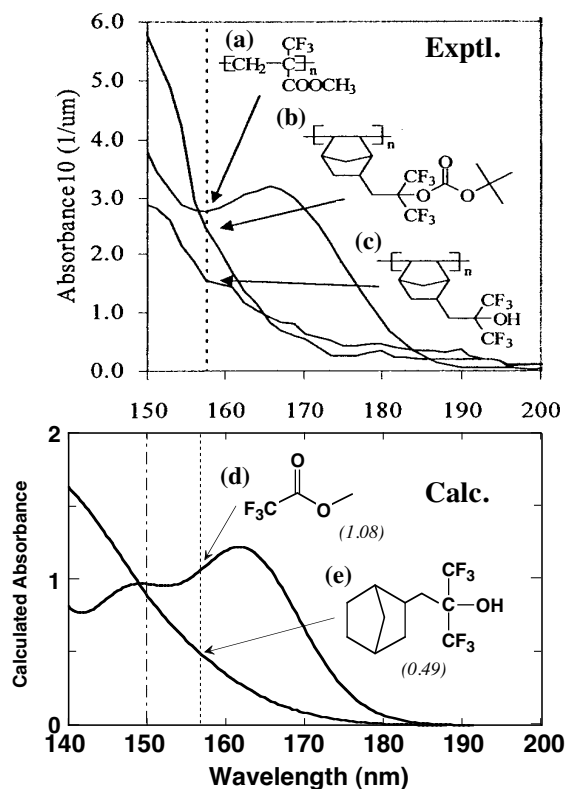 6.0
5.0
4.0
3.0
2.0
1.0
0.0
Absorbance10 (1/um)
(a)
CF3
[CH2 C]n
COOCH3
Exptl.
(b)
[ ]n
CF3 O
O O
CF3
(c)
[ ]n
CF3
OH
CF3
150 160 170 180 190 200
2
1
0
Calculated Absorbance
(d)
O
F3C O
(1.08)
Calc.
(e)
CF3
C OH
CF3
(0.49)
140 150 160 170 180 190 200
Wavelength (nm)